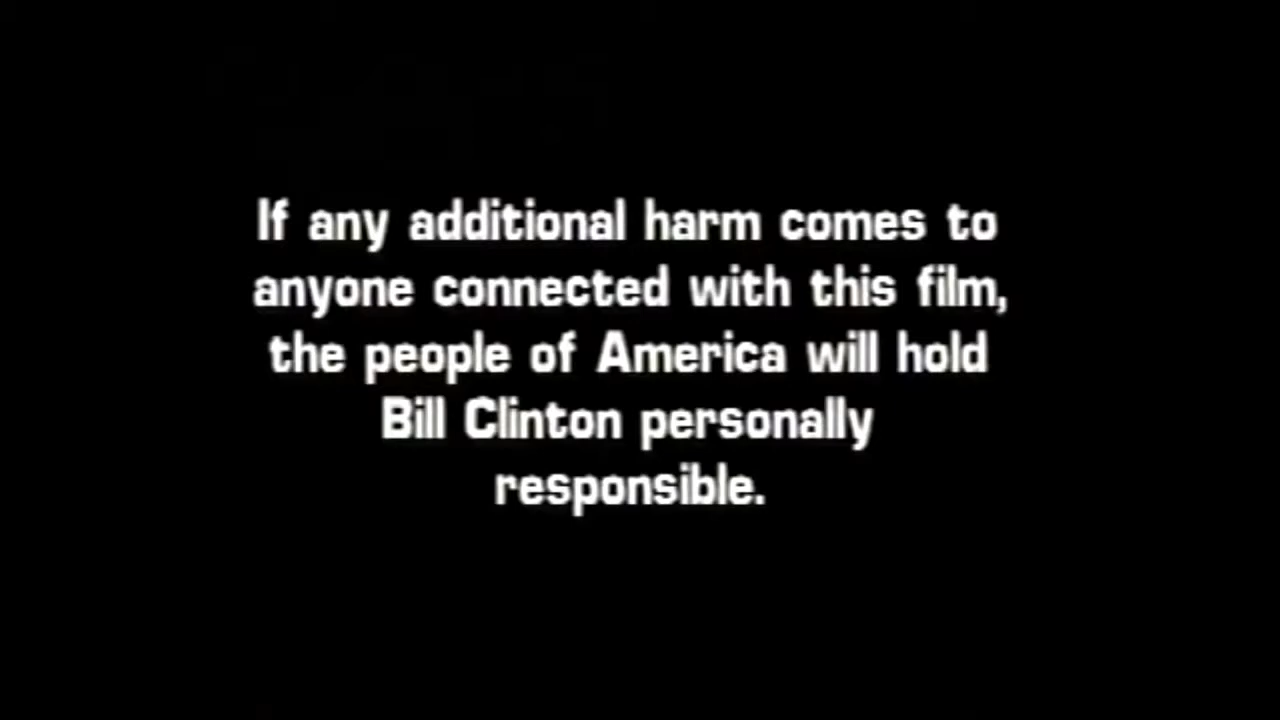 If any additional harm comes to
anyone connected with this film,
the people of America will hold
Bill Clinton personally
responsible.